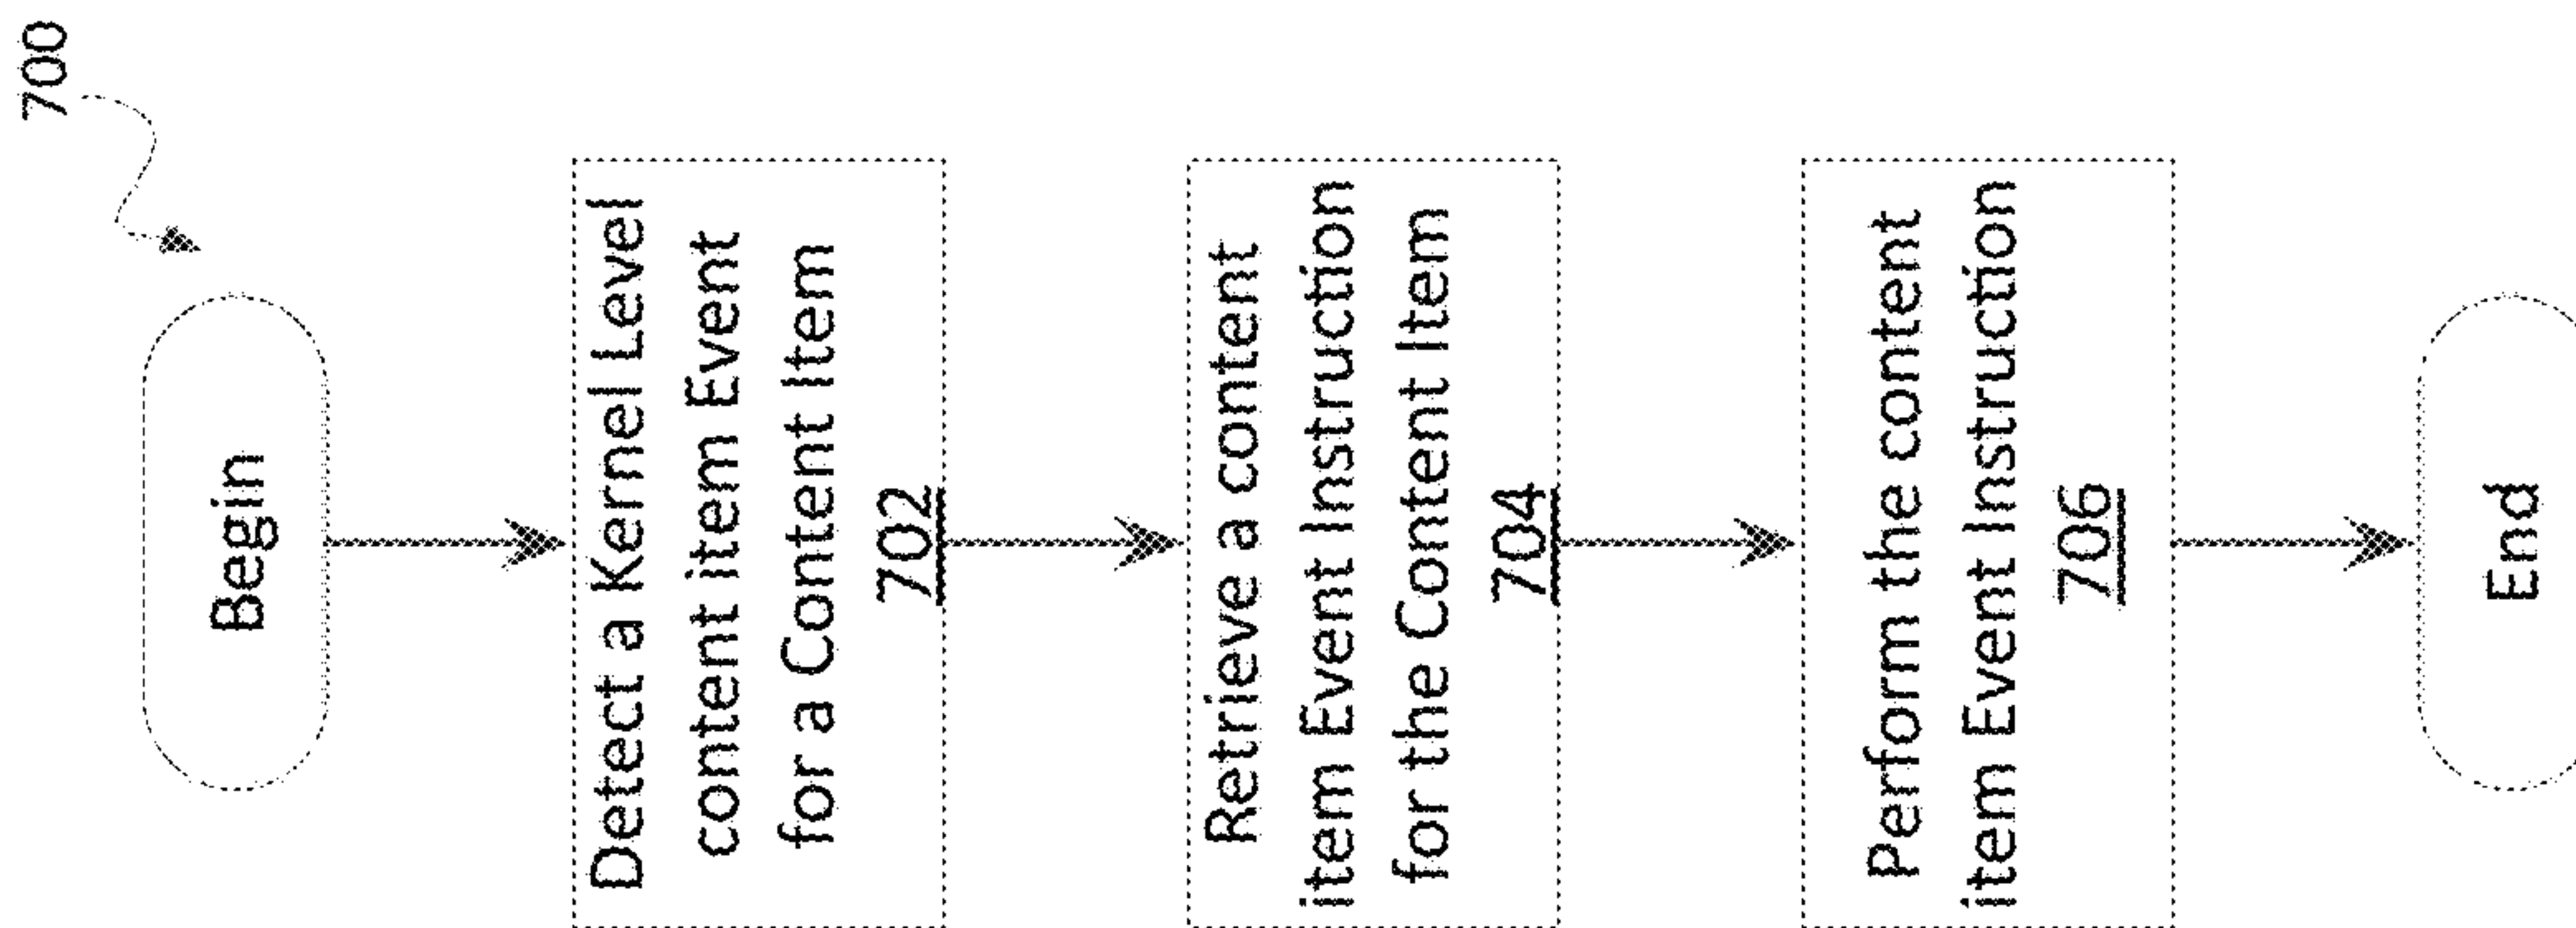 700
Begin
Detect a Kernel Level
content item Event
for a Content Item
702
Retrieve a content
item Event Instruction
for the Content Item
704
Perform the content
item Event Instruction
706
End